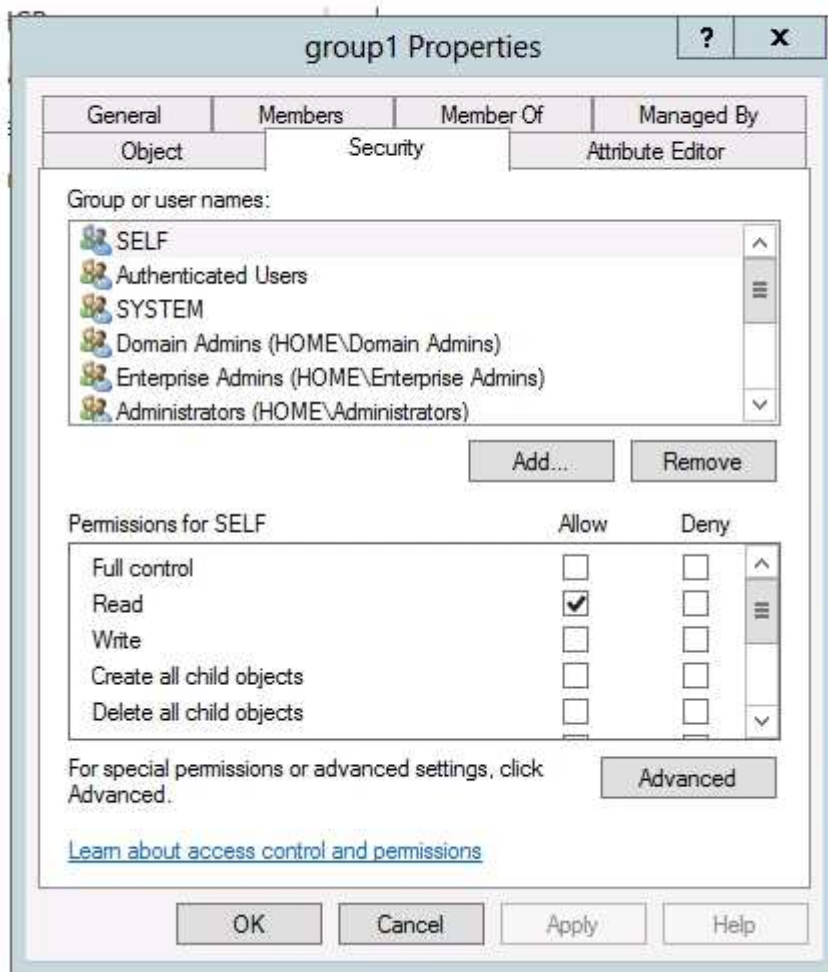 group1 Properties
? x
General Members Member Of Managed By
Object Security Attribute Editor
Group or user names:
SELF
Authenticated Users
SYSTEM
Domain Admins (HOME\Domain Admins)
Enterprise Admins (HOME\Enterprise Admins)
Administrators (HOME\Administrators)
Add... Remove
Permissions for SELF Allow Deny
Full control
Read
Write
Create all child objects
Delete all child objects
For special permissions or advanced settings, click Advanced
Advanced.
Learn about access control and permissions
OK Cancel Apply Help